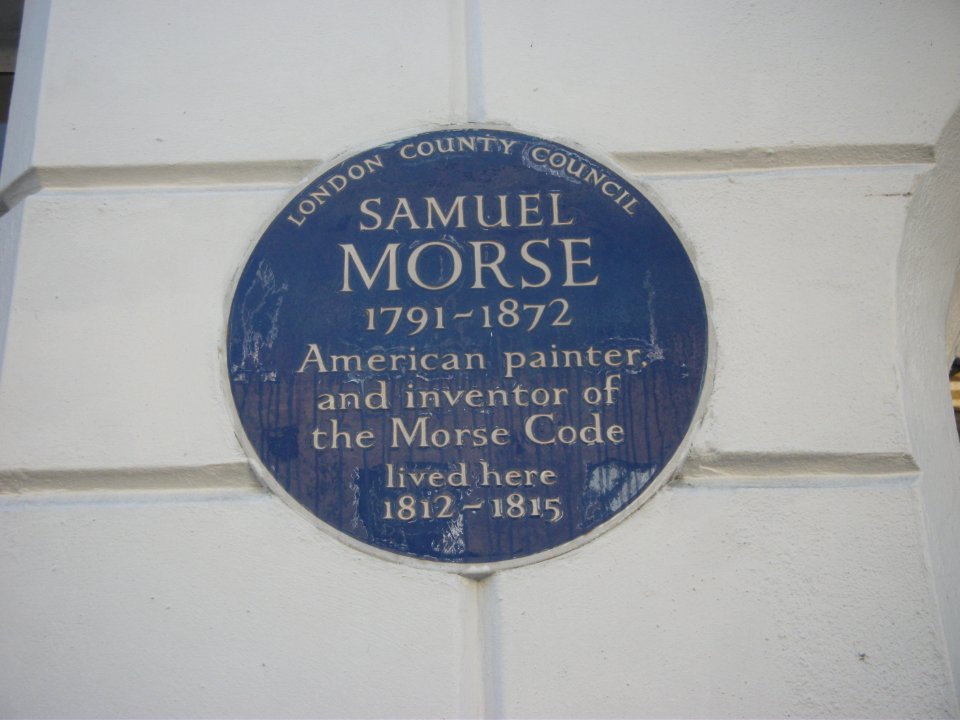 LONDON COUNTY COUNCIL
SAMUEL
MORSE
1791-1872
American painter
and inventor of
the Morse Code
lived here
1812-1815